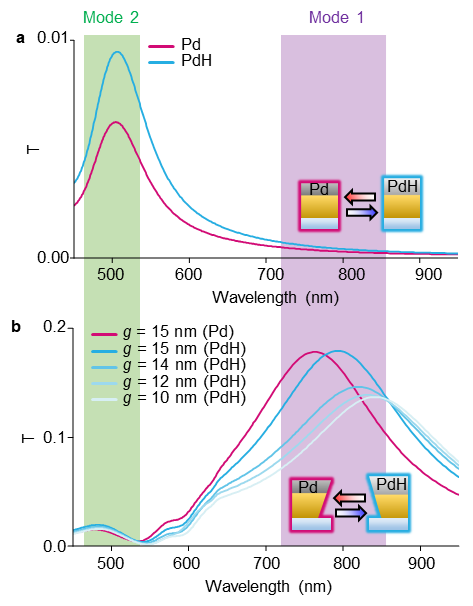 Mode 2
Mode 1
a
0.01
Pd
PdH
T
Pd
PdH
0.00
500
600
700
800
900
Wavelength (nm)
b
0.2
g = 15 nm (Pd)
g = 15 nm (PdH)
g = 14 nm (PdH)
g = 12 nm (PdH)
g = 10 nm (PdH)
T
0.1
Pd
PdH
0.0
500
600
700
800
900
Wavelength (nm)